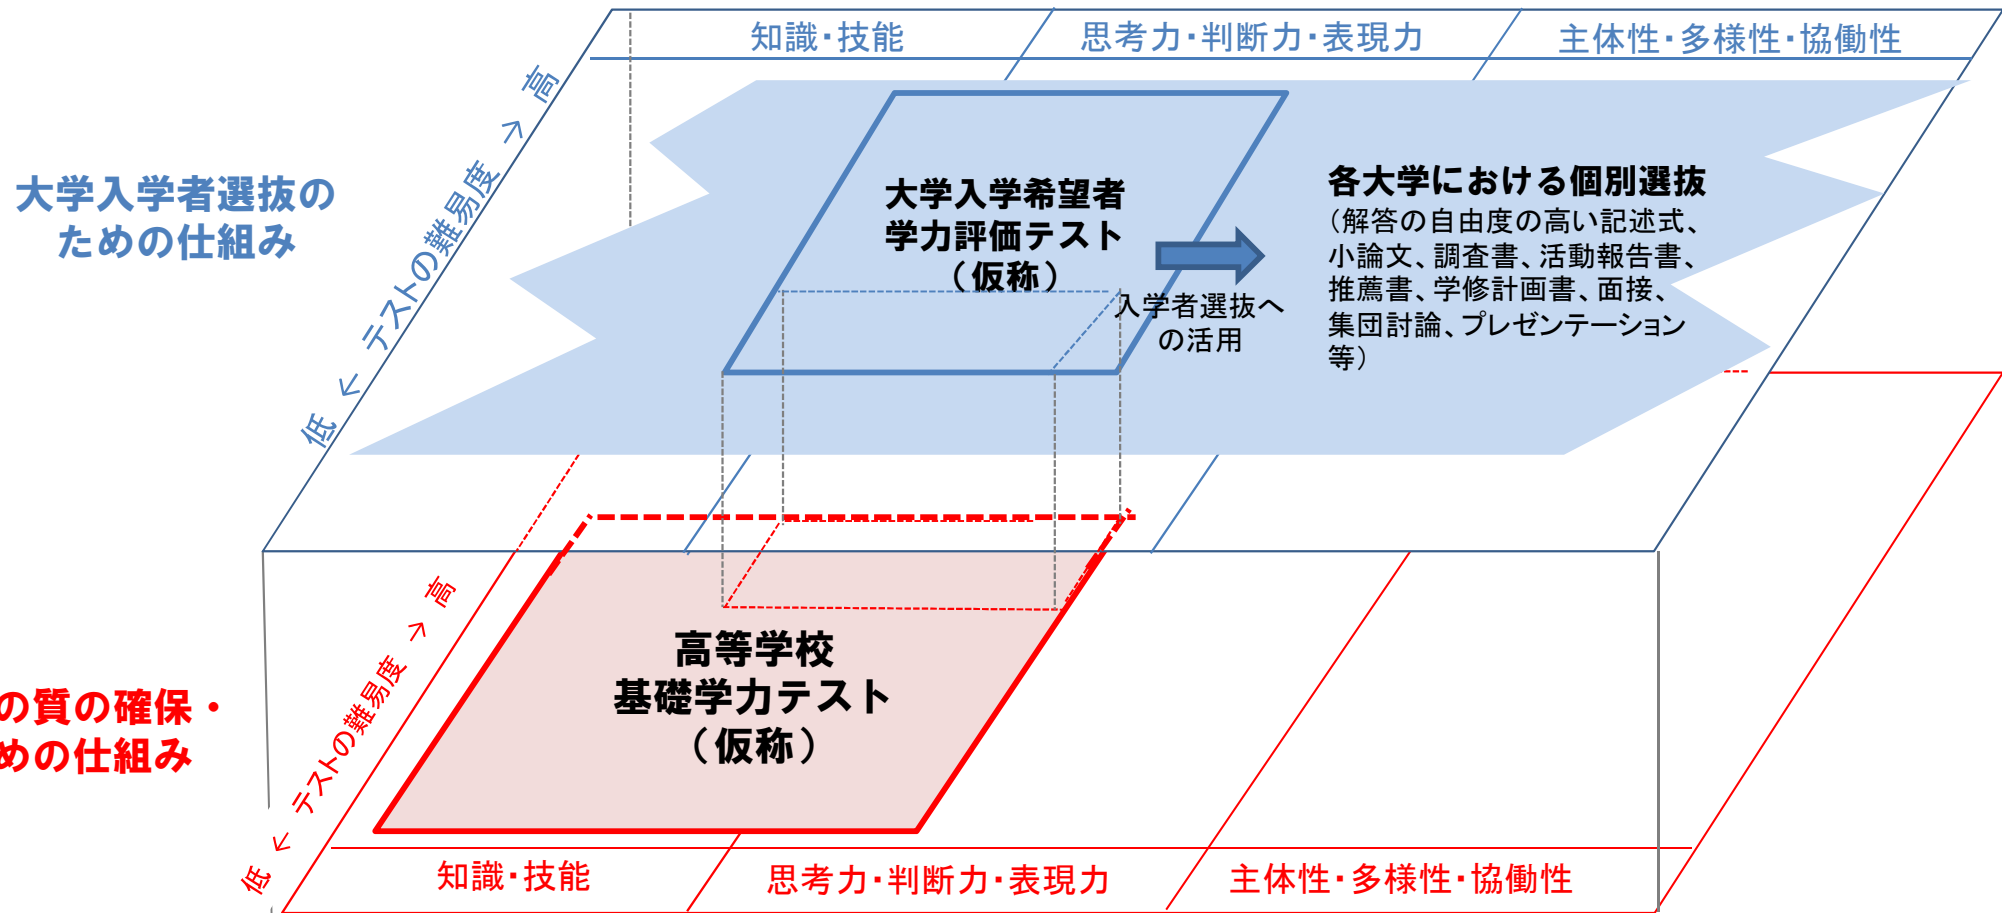 知識・技能
思考力・判断力・表現力
主体性・多様性・協働性
低 ← テストの難易度 → 高
大学入学者選抜の
ための仕組み
大学入学希望者
学力評価テスト
（仮称）
入学者選抜へ
の活用
各大学における個別選抜
（解答の自由度の高い記述式、
小論文、調査書、活動報告書、
推薦書、学修計画書、面接、
集団討論、プレゼンテーション
等）
低 ← テストの難易度 → 高
の質の確保・
めの仕組み
高等学校
基礎学力テスト
（仮称）
知識・技能
思考力・判断力・表現力
主体性・多様性・協働性